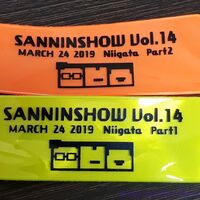 SANNINSHOW Vol.14
MARCH 24 2019 Niigata Part2
SANNINSHOW Vol.14
MARCH 24 2019 Niigata Part1